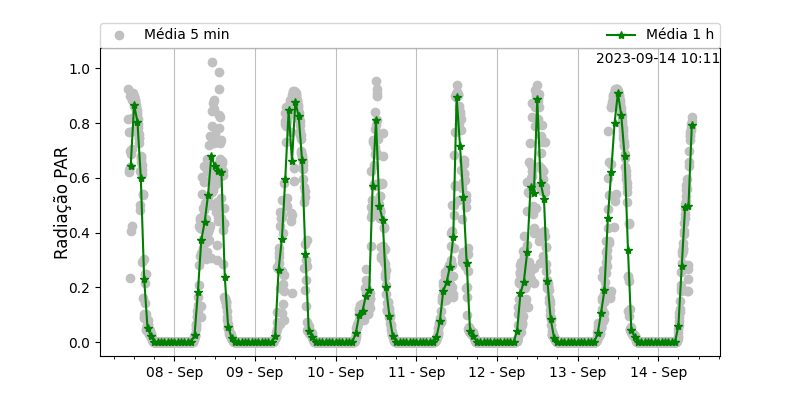 Média 5 min
Média 1 h
2023-09-14 10:11
Radiação PAR
1.0
0.8
0.6
0.4
0.2
0.0
08 - Sep
09 - Sep
10 - Sep
11 - Sep
12 - Sep
13 - Sep
14 - Sep